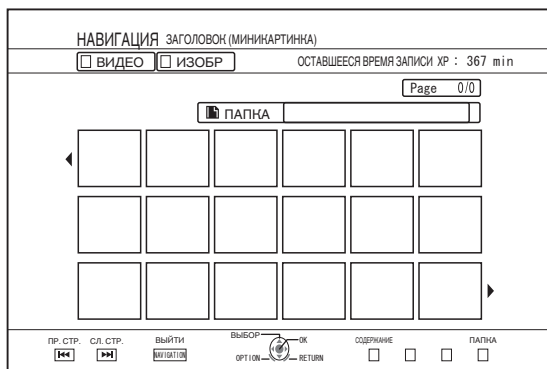 НАВИГАЦИЯ ЗАГОЛОВОК (МИНИКАРТИНКА)
ВИДЕО ИЗОБР ОСТАВШЕЕСЯ ВРЕМЯ ЗАПИСИ XP : 367 min
Page 0/0
ПАПКА
ПР. СТР. СЛ. СТР. ВЫЙТИ ВЫБОР OK СОДЕРЖАНИЕ ПАПКА
NAVIGATION OPTION RETURN